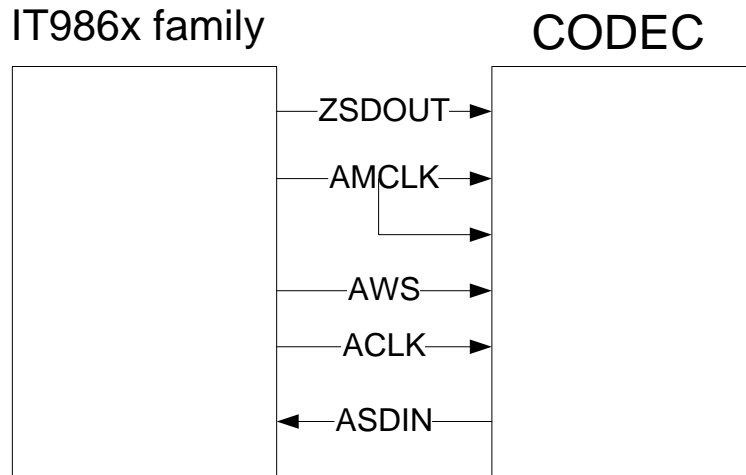 IT986x family
CODEC
ZSDOUT
AMCLK
AWS
ACLK
ASDIN